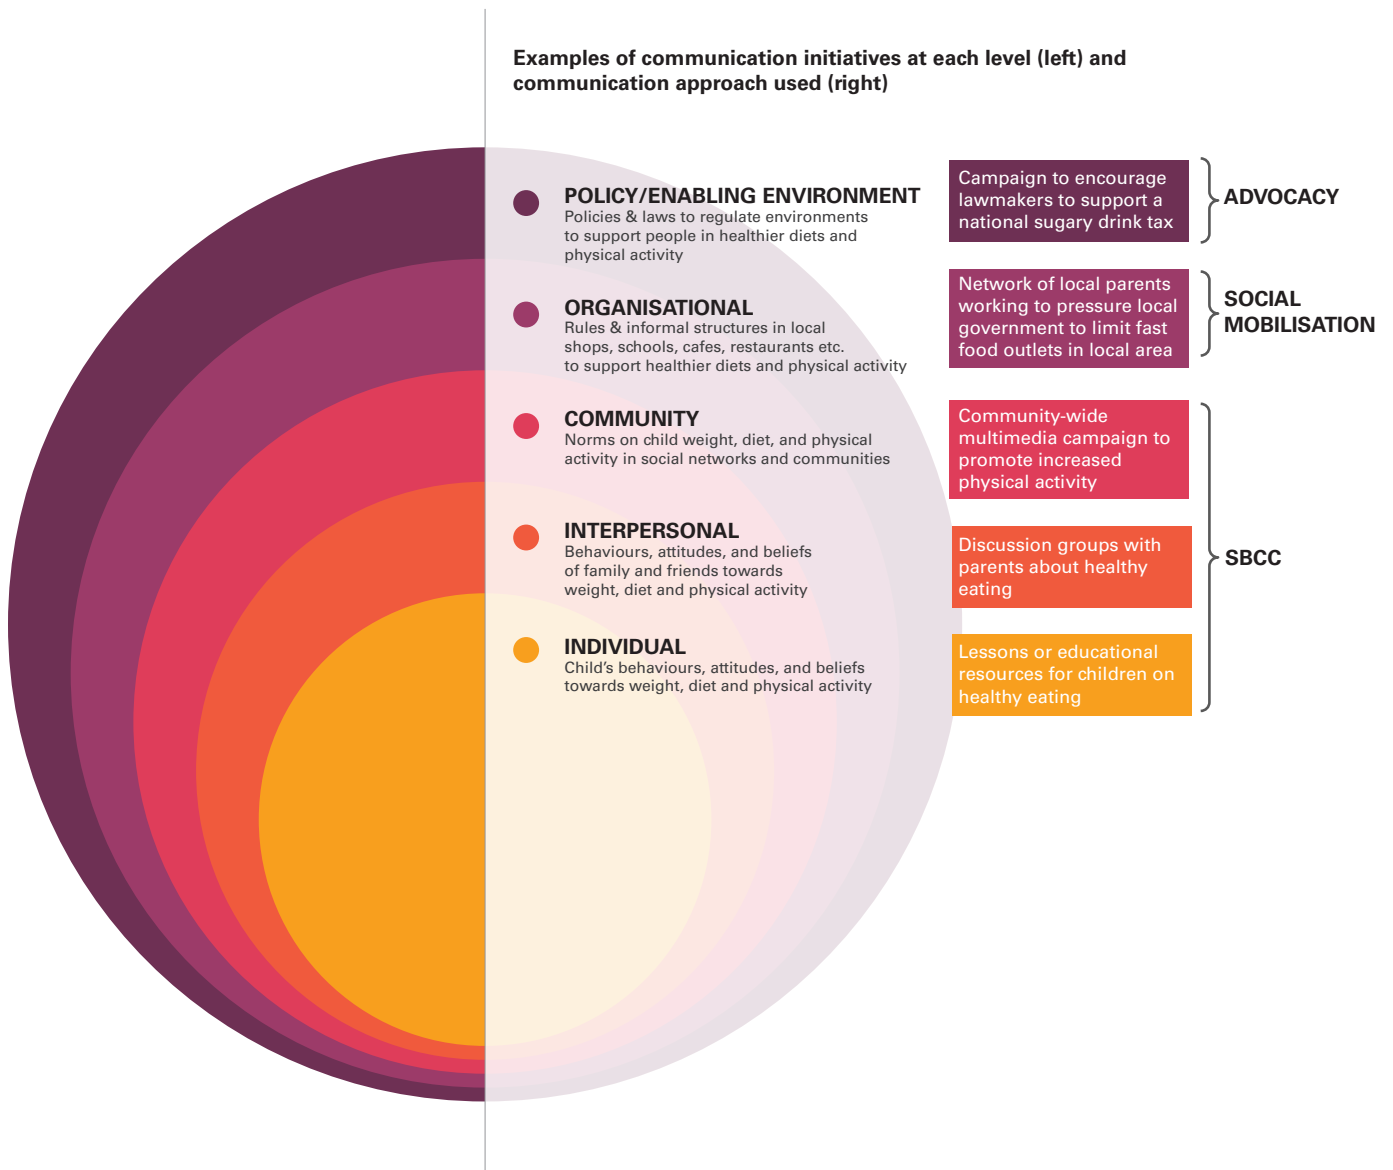 Examples of communication initiatives at each level (left) and
communication approach used (right)
POLICY/ENABLING ENVIRONMENT
Policies & laws to regulate environments
to support people in healthier diets and
physical activity
Campaign to encourage
lawmakers to support a
national sugary drink tax
ADVOCACY
ORGANISATIONAL
Rules & informal structures in local
shops, schools, cafes, restaurants etc.
to support healthier diets and physical activity
Network of local parents
working to pressure local
government to limit fast
food outlets in local area
SOCIAL
MOBILISATION
COMMUNITY
Norms on child weight, diet, and physical
activity in social networks and communities
Community-wide
multimedia campaign to
promote increased
physical activity
INTERPERSONAL
Behaviours, attitudes, and beliefs
of family and friends towards
weight, diet and physical activity
Discussion groups with
parents about healthy
eating
SBCC
INDIVIDUAL
Child’s behaviours, attitudes, and beliefs
towards weight, diet and physical activity
Lessons or educational
resources for children on
healthy eating